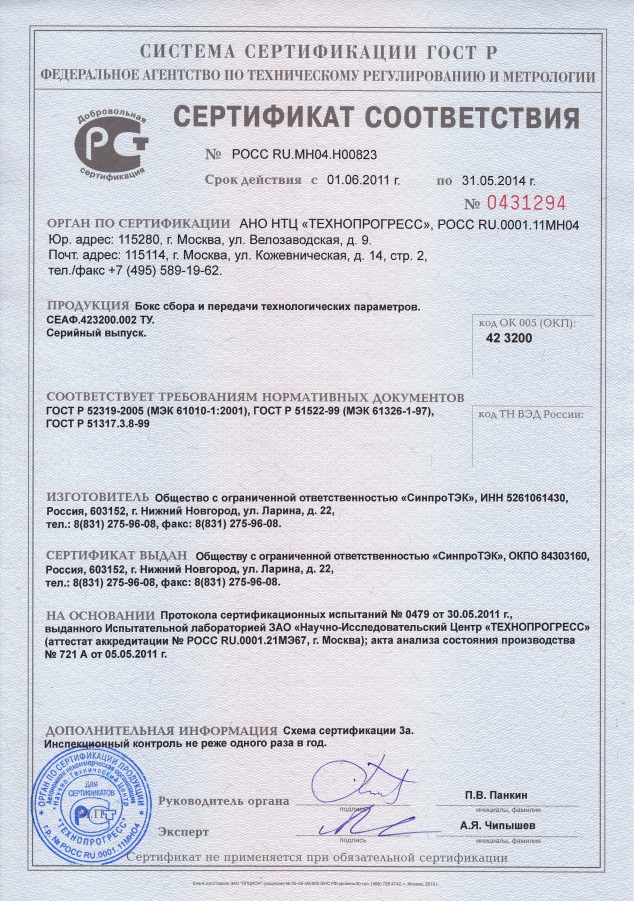 СИСТЕМА СЕРТИФИКАЦИИ ГОСТ Р
ФЕДЕРАЛЬНОЕ АГЕНТСТВО ПО ТЕХНИЧЕСКОМУ РЕГУЛИРОВАНИЮ И МЕТРОЛОГИИ
Добровольная
сертификация
СЕРТИФИКАТ СООТВЕТСТВИЯ
№ РОСС RU.МН04.Н00823
Срок действия с 01.06.2011 г. по 31.05.2014 г.
№ 0431294
ОРГАН ПО СЕРТИФИКАЦИИ АНО НТЦ «ТЕХНОПРОГРЕСС», РОСС RU.0001.11МН04
Юр. адрес: 115280, г. Москва, ул. Велозаводская, д. 9.
Почт. адрес: 115114, г. Москва, ул. Кожевническая, д. 14, стр. 2,
тел./факс +7 (495) 589-19-62.
ПРОДУКЦИЯ Бокс сбора и передачи технологических параметров.
СЕАФ.423200.002 ТУ.
Серийный выпуск.
код ОК 005 (ОКП):
42 3200
СООТВЕТСТВУЕТ ТРЕБОВАНИЯМ НОРМАТИВНЫХ ДОКУМЕНТОВ
ГОСТ Р 52319-2005 (МЭК 61010-1:2001), ГОСТ Р 51522-99 (МЭК 61326-1-97),
ГОСТ Р 51317.3.8-99
код ТН ВЭД России:
ИЗГОТОВИТЕЛЬ Общество с ограниченной ответственностью «СинпроТЭК», ИНН 5261061430,
Россия, 603152, г. Нижний Новгород, ул. Ларина, д. 22,
тел.: 8(831) 275-96-08, факс: 8(831) 275-96-08.
СЕРТИФИКАТ ВЫДАН Обществу с ограниченной ответственностью «СинпроТЭК», ОКПО 84303160,
Россия, 603152, г. Нижний Новгород, ул. Ларина, д. 22,
тел.: 8(831) 275-96-08, факс: 8(831) 275-96-08.
НА ОСНОВАНИИ Протокола сертификационных испытаний № 0479 от 30.05.2011 г.,
выданного Испытательной лабораторией ЗАО «Научно-Исследовательский Центр «ТЕХНОПРОГРЕСС»
(аттестат аккредитации № РОСС RU.0001.21МЭ67, г. Москва); акта анализа состояния производства
№ 721 А от 05.05.2011 г.
ДОПОЛНИТЕЛЬНАЯ ИНФОРМАЦИЯ Схема сертификации 3а.
Инспекционный контроль не реже одного раза в год.
ОРГАН ПО СЕРТИФИКАЦИИ ПРОДУКЦИИ
Автономная некоммерческая организация
"Научно-Технический Центр
ДЛЯ
СЕРТИФИКАТОВ
"ТЕХНОПРОГРЕСС"
г.р. № РОСС RU.0001.11МН04
Руководитель органа
подпись
П.В. Панкин
инициалы, фамилия
Эксперт
подпись
А.Я. Чипышев
инициалы, фамилия
Сертификат не применяется при обязательной сертификации